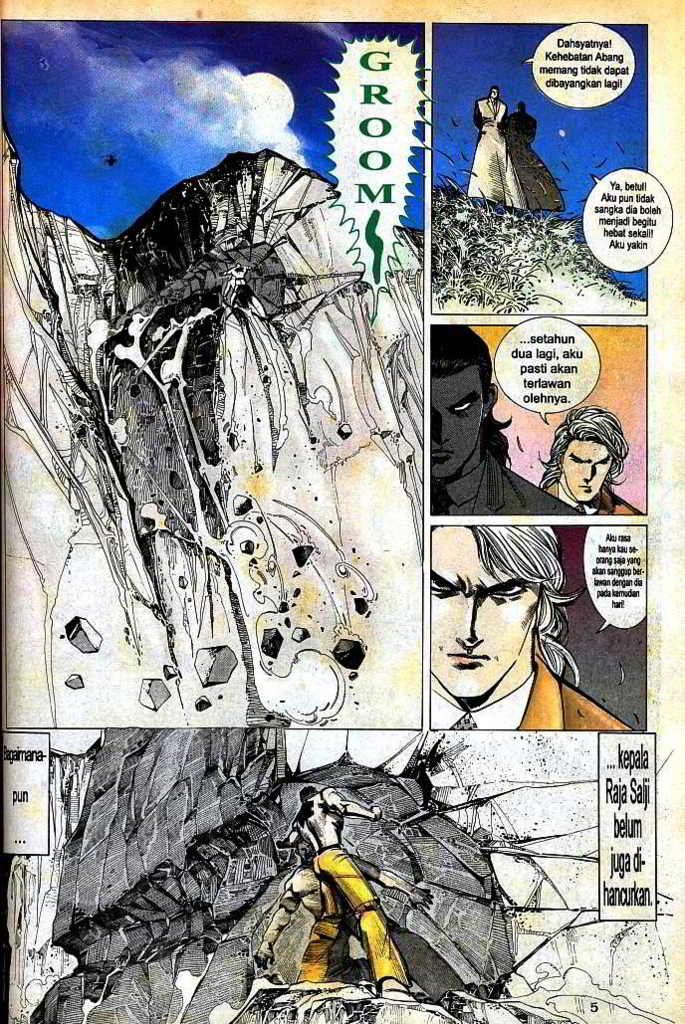 GROOM
Dahsyatnya!
Kehebatan Abang
memang tidak dapat
dibayangkan lagi!
Ya, betul!
Aku pun tidak
sangka dia boleh
menjadi begitu
hebat sekali!
Aku yakin
...setahun
dua lagi, aku
pasti akan
terlawan
olehnya.
Aku rasa
hanya kau se-
orang saja yang
akan sanggup ber-
lawan dengan dia
pada kemudian
hari!
Bagaimana-
pun
...
...kepala
Raja Salji
belum
juga di-
hancurkan.
5